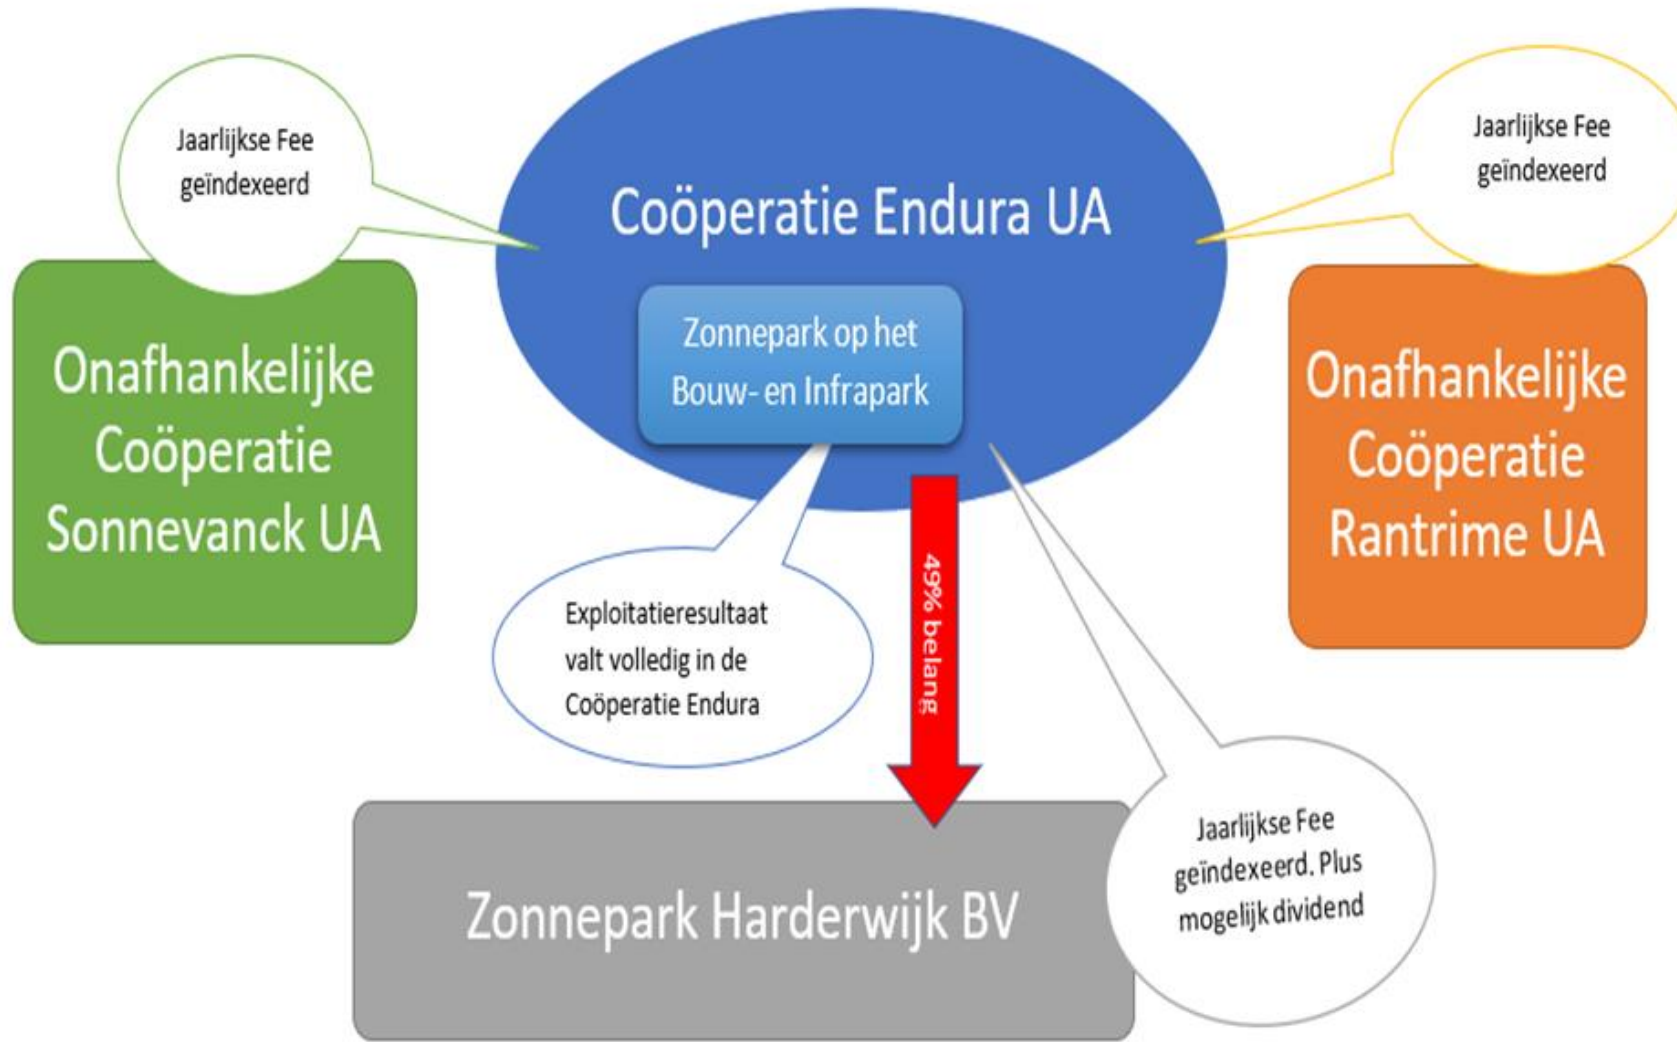 Jaarlijkse Fee
geïndexeerd
Coöperatie Endura UA
Jaarlijkse Fee
geïndexeerd
Zonnepark op het
Bouw- en Infrapark
Onafhankelijke
Coöperatie
Sonnevanck UA
Onafhankelijke
Coöperatie
Rantrime UA
49% belang
Exploitatieresultaat
valt volledig in de
Coöperatie Endura
Jaarlijkse Fee
geïndexeerd. Plus
mogelijk dividend
Zonnepark Harderwijk BV